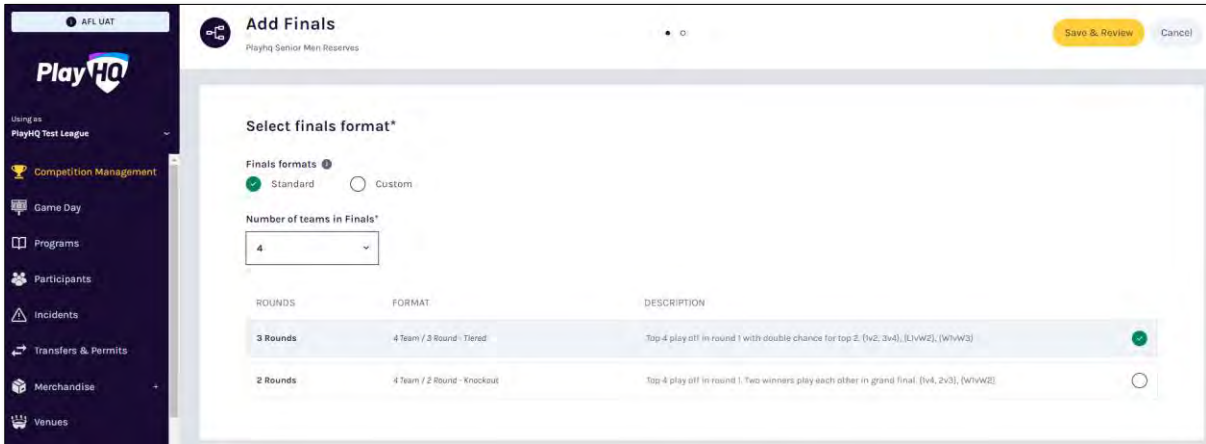 AFL UAT
PlayHQ
Using as
PlayHQ Test League
Competition Management
Game Day
Programs
Participants
Incidents
Transfers & Permits
Merchandise +
Venues
Add Finals
Playhq Senior Men Reserves
Save & Review
Cancel
Select finals format*
Finals formats
Standard
Custom
Number of teams in Finals*
4
ROUNDS FORMAT DESCRIPTION
3 Rounds 4 Team / 3 Round - Tiered Top 4 play off in round 1 with double chance for top 2. (1v2, 3v4), (L1vW2), (W1vW3)
2 Rounds 4 Team / 2 Round - Knockout Top 4 play off in round 1. Two winners play each other in grand final. (1v4, 2v3), (W1vW2)